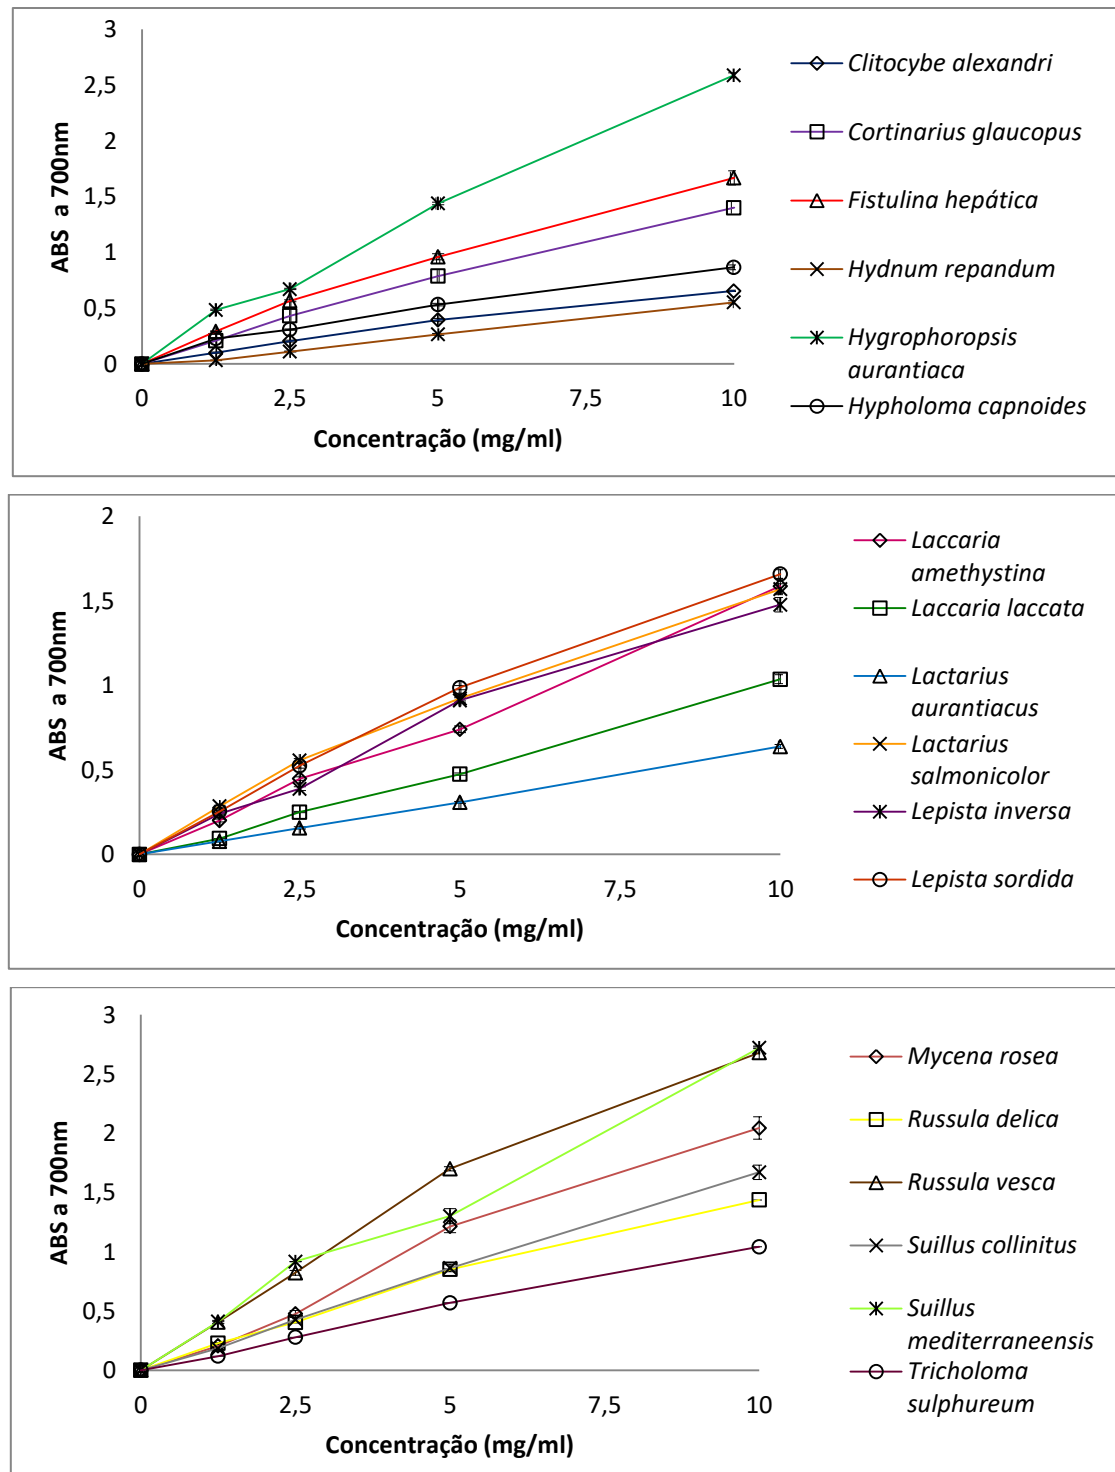 3
2,5
2
1,5
1
0,5
0
ABS a 700nm
0
2,5
5
7,5
10
Concentração (mg/ml)
Clitocybe alexandri
Cortinarius glaucopus
Fistulina hepática
Hydnum repandum
Hygrophoropsis
aurantiaca
Hypholoma capnoides
2
1,5
1
0,5
0
ABS a 700nm
0
2,5
5
7,5
10
Concentração (mg/ml)
Laccaria
amethystina
Laccaria laccata
Lactarius
aurantiacus
Lactarius
salmonicolor
Lepista inversa
Lepista sordida
3
2,5
2
1,5
1
0,5
0
ABS a 700nm
0
2,5
5
7,5
10
Concentração (mg/ml)
Mycena rosea
Russula delica
Russula vesca
Suillus collinitus
Suillus
mediterraneensis
Tricholoma
sulphureum